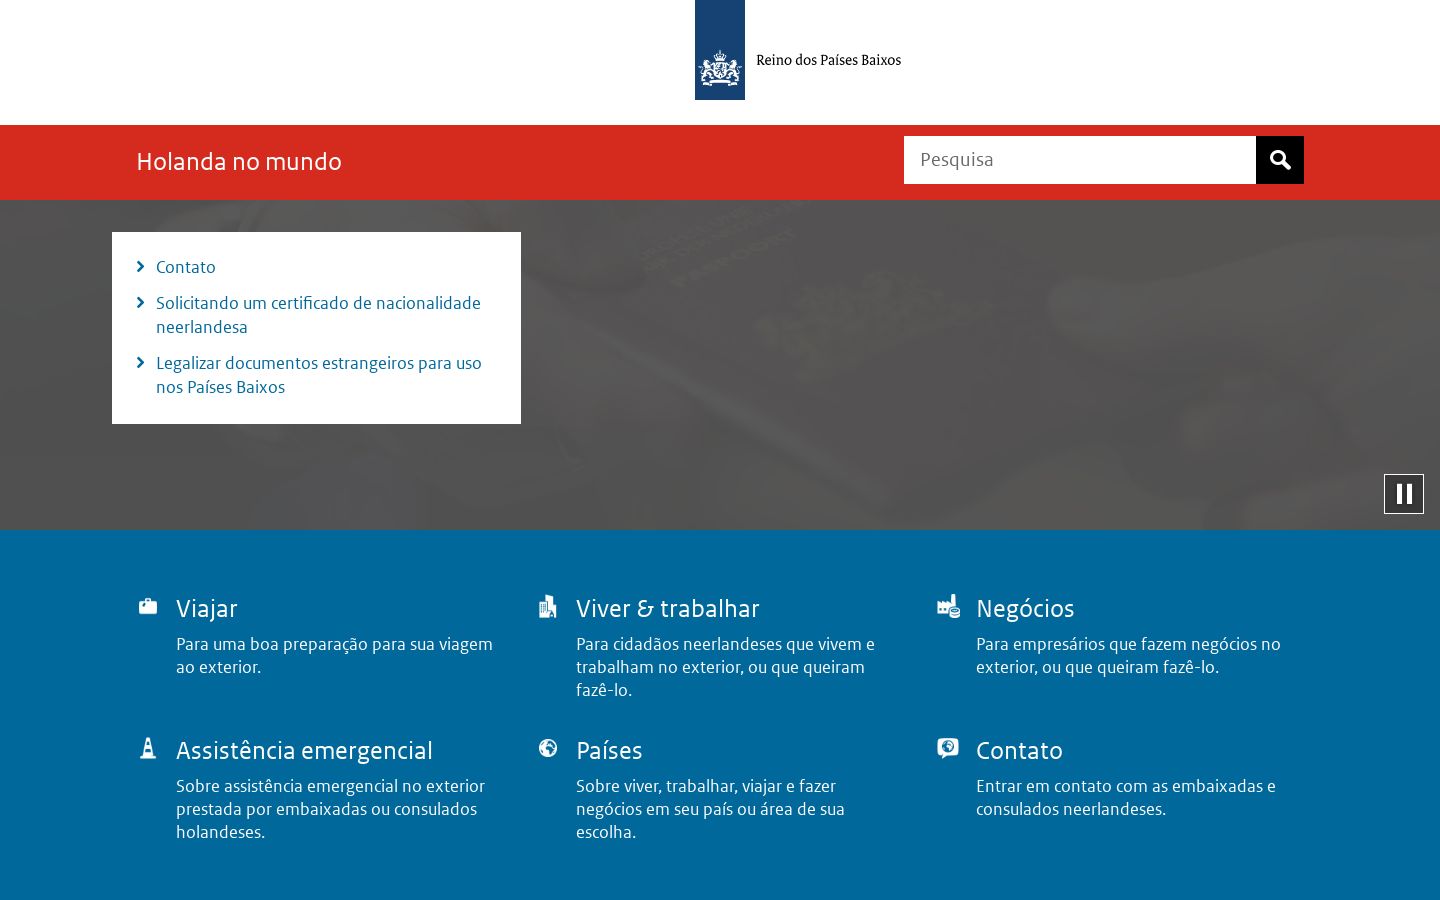 Reino dos Países Baixos
Holanda no mundo
Pesquisa
PASPOORT
Contato
Solicitando um certificado de nacionalidade
neerlandesa
Legalizar documentos estrangeiros para uso
nos Países Baixos
Viajar
Para uma boa preparação para sua viagem
ao exterior.
Viver & trabalhar
Para cidadãos neerlandeses que vivem e
trabalham no exterior, ou que queiram
fazê-lo.
Negócios
Para empresários que fazem negócios no
exterior, ou que queiram fazê-lo.
Assistência emergencial
Sobre assistência emergencial no exterior
prestada por embaixadas ou consulados
holandeses.
Países
Sobre viver, trabalhar, viajar e fazer
negócios em seu país ou área de sua
escolha.
Contato
Entrar em contato com as embaixadas e
consulados neerlandeses.